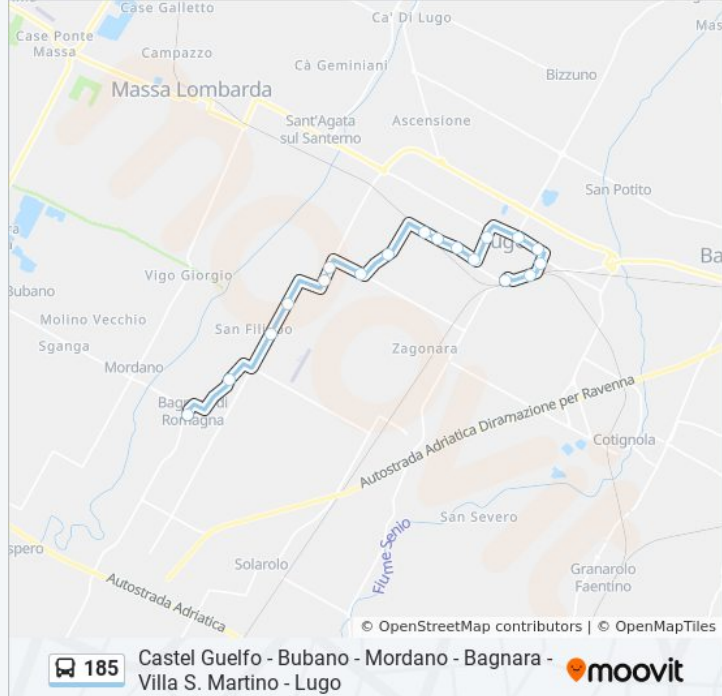 Case Galletto
Ca' Di Lugo
Case Ponte
Massa
Campazzo
Cà Geminiani
Bizzuno
Massa Lombarda
Sant'Agata
sul Santerno
Ascensione
San Potito
Lugo
Ba
Vigo Giorgio
Bubano
Molino Vecchio
San Filippo
Sganga
Zagonara
Mordano
Bagnara di
Romagna
Autostrada Adriatica Diramazione per Ravenna
Cotignola
San Severo
Fiume Senio
spero
Solarolo
Granarolo
Faentino
Autostrada Adriatica
moovit
© OpenStreetMap contributors | © OpenMapTiles
185
Castel Guelfo - Bubano - Mordano - Bagnara -
Villa S. Martino - Lugo
moovit